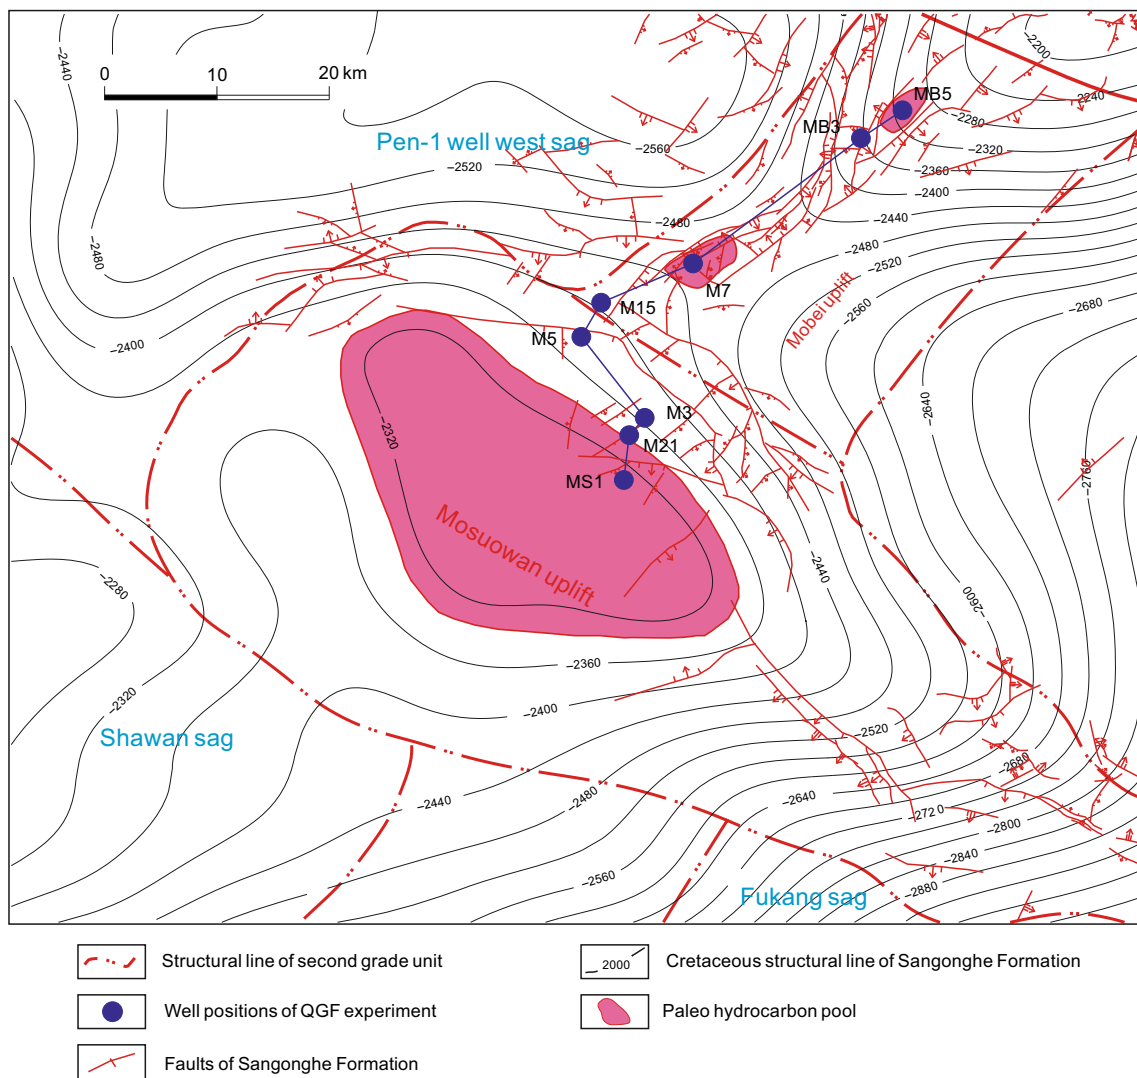 −2440
0 10 20 km
−2200
−2240
MB5
MB3
−2280
Pen-1 well west sag
−2560
−2320
−2520
−2360
−2400
−2480
−2440
−2480
−2480
−2520
M7
Mobei uplift
−2560
−2680
M15
M5
−2400
−2320
M3
−2640
M21
MS1
−2760
Mosuowan uplift
−2440
−2280
−2600
−2360
−2320
−2400
Shawan sag
−2520
−2680
−2440
−2480
−2640
−2720
−2800
−2840
−2560
−2880
Fukang sag
Structural line of second grade unit
2000
Cretaceous structural line of Sangonghe Formation
Well positions of QGF experiment
Paleo hydrocarbon pool
Faults of Sangonghe Formation